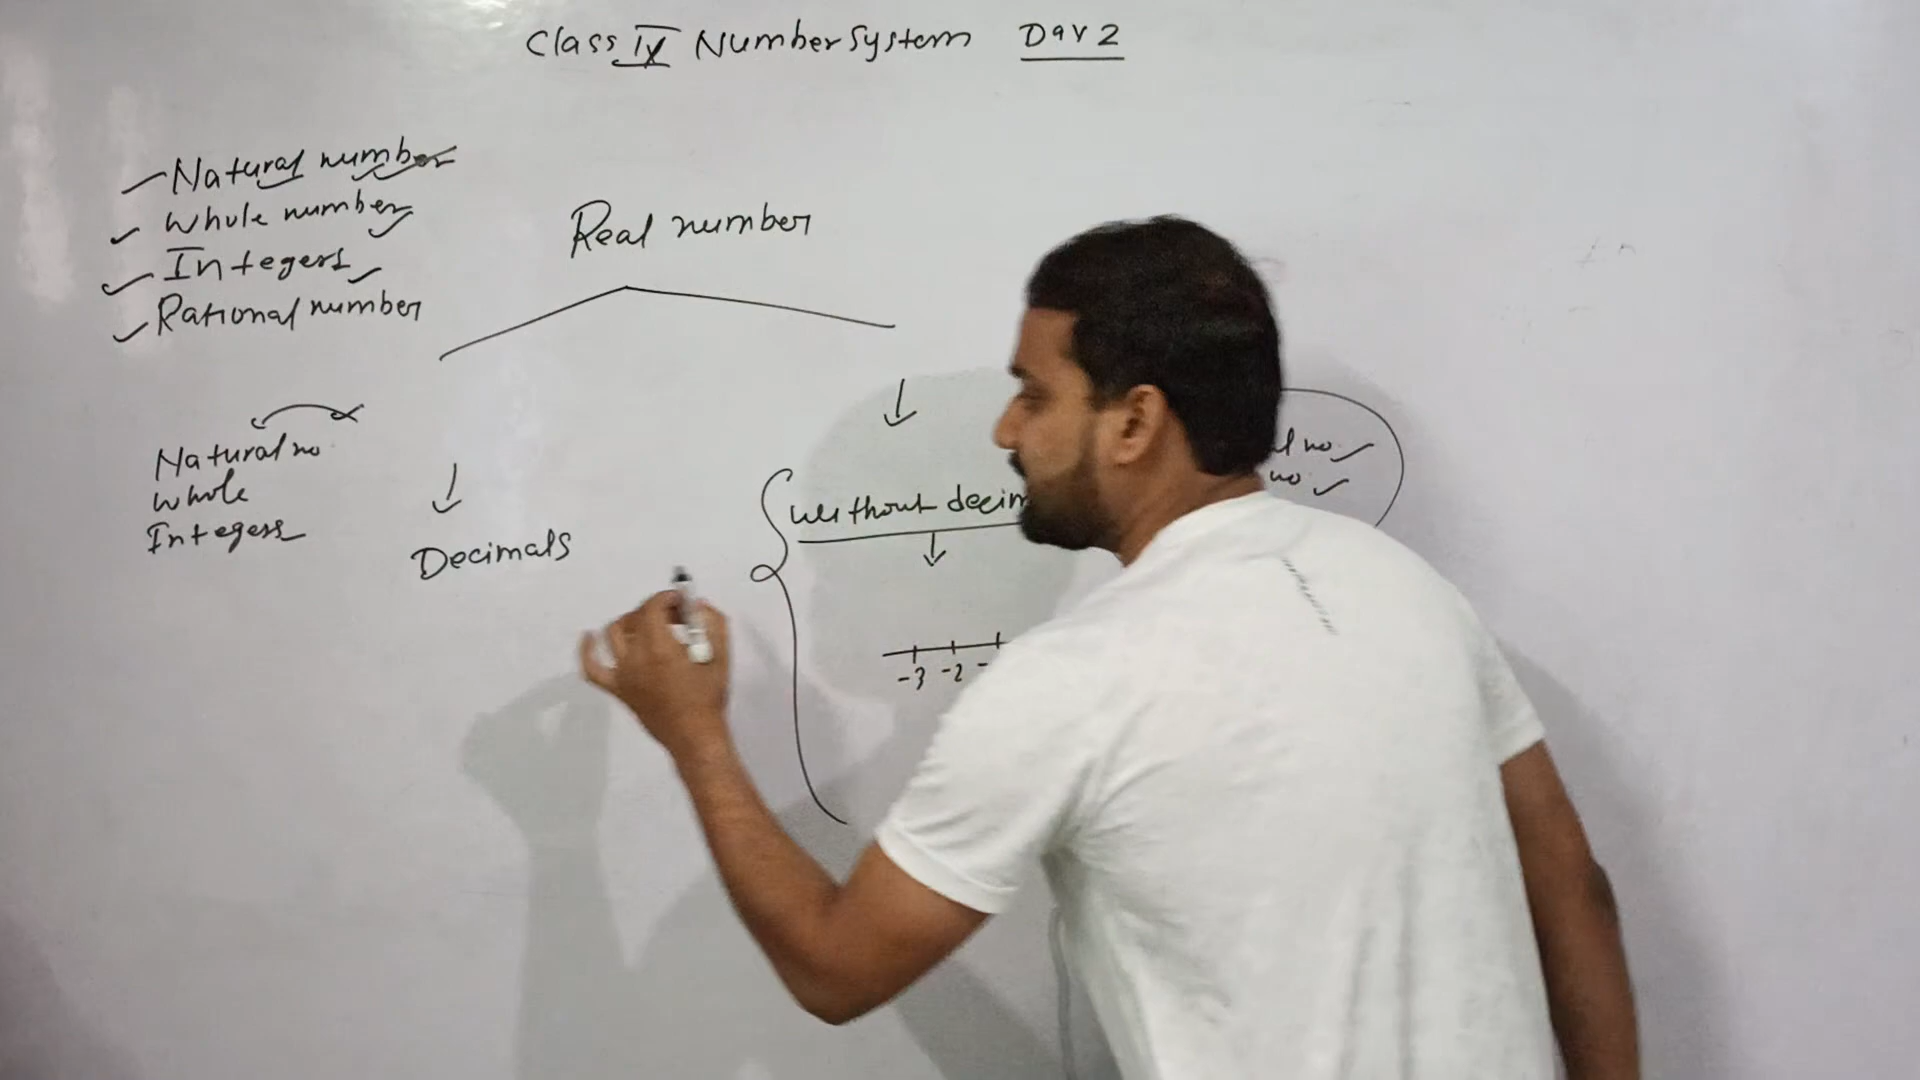 Class IX Number System Day 2
Natural number
Whole number
Integers
Rational number
Real number
Natural no.
Whole
Integers
Decimals
without decim
no.
no.
-3 -2 -